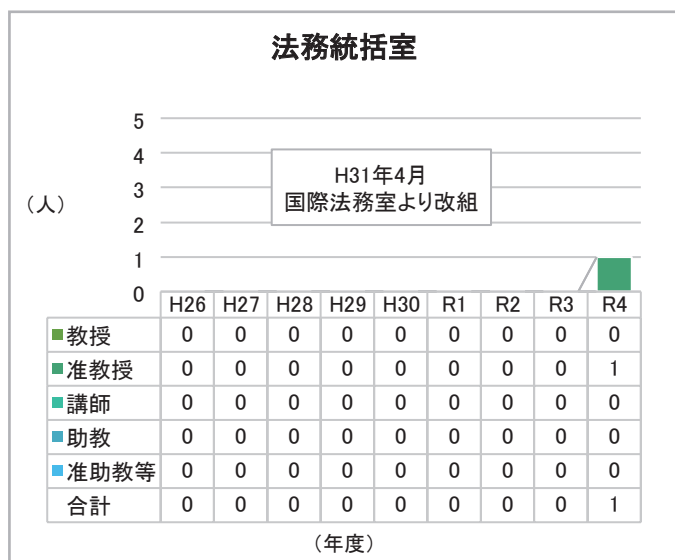 法務統括室
5
4
3
2
1
0
(人)
H31年4月
国際法務室より改組
H26 H27 H28 H29 H30 R1 R2 R3 R4
教授 0 0 0 0 0 0 0 0 0
准教授 0 0 0 0 0 0 0 0 1
講師 0 0 0 0 0 0 0 0 0
助教 0 0 0 0 0 0 0 0 0
准助教等 0 0 0 0 0 0 0 0 0
合計 0 0 0 0 0 0 0 0 1
(年度)